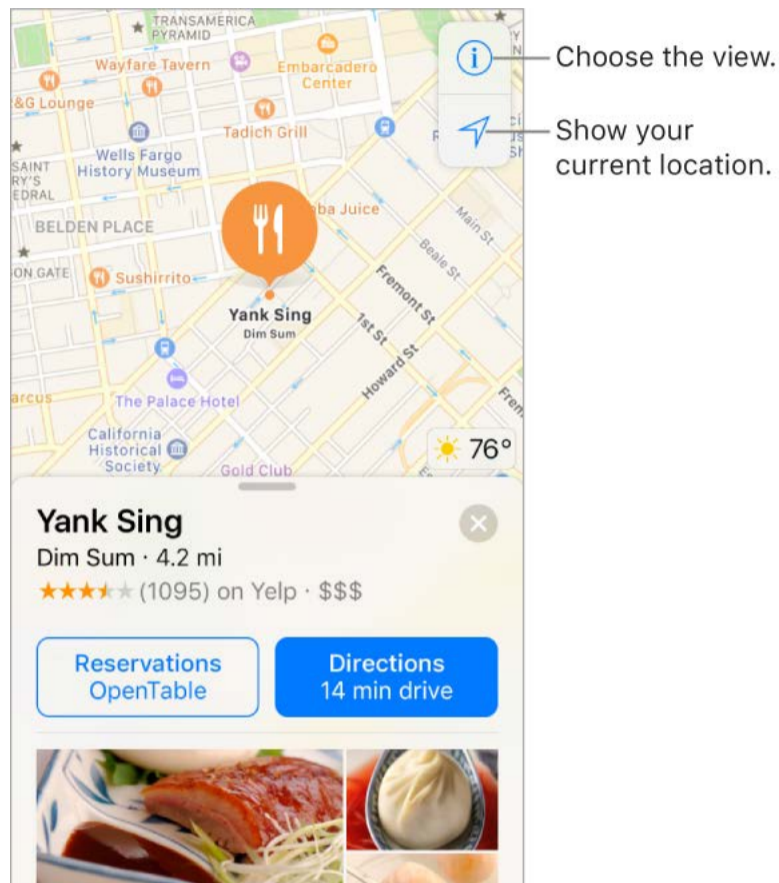 TRANSAMERICA
PYRAMID
Wayfare Tavern
Embarcadero
Center
&G Lounge
Tadich Grill
Wells Fargo
History Museum
SAINT
RY'S
EDRAL
BELDEN PLACE
ba Juice
Main St
Beale St
ON GATE
Sushirrito
Fremont St
Yank Sing
Dim Sum
1st St
Howard St
arcus
The Palace Hotel
Frem
California
Historical
Society
Gold Club
76°
i
Choose the view.
Show your
current location.
Yank Sing
Dim Sum · 4.2 mi
(1095) on Yelp · $$$
Reservations
OpenTable
Directions
14 min drive